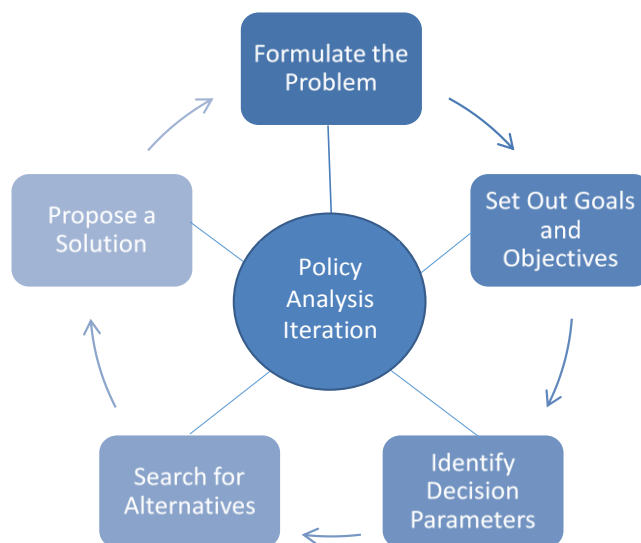 Formulate the
Problem
Set Out Goals
and
Objectives
Identify
Decision
Parameters
Search for
Alternatives
Propose a
Solution
Policy
Analysis
Iteration